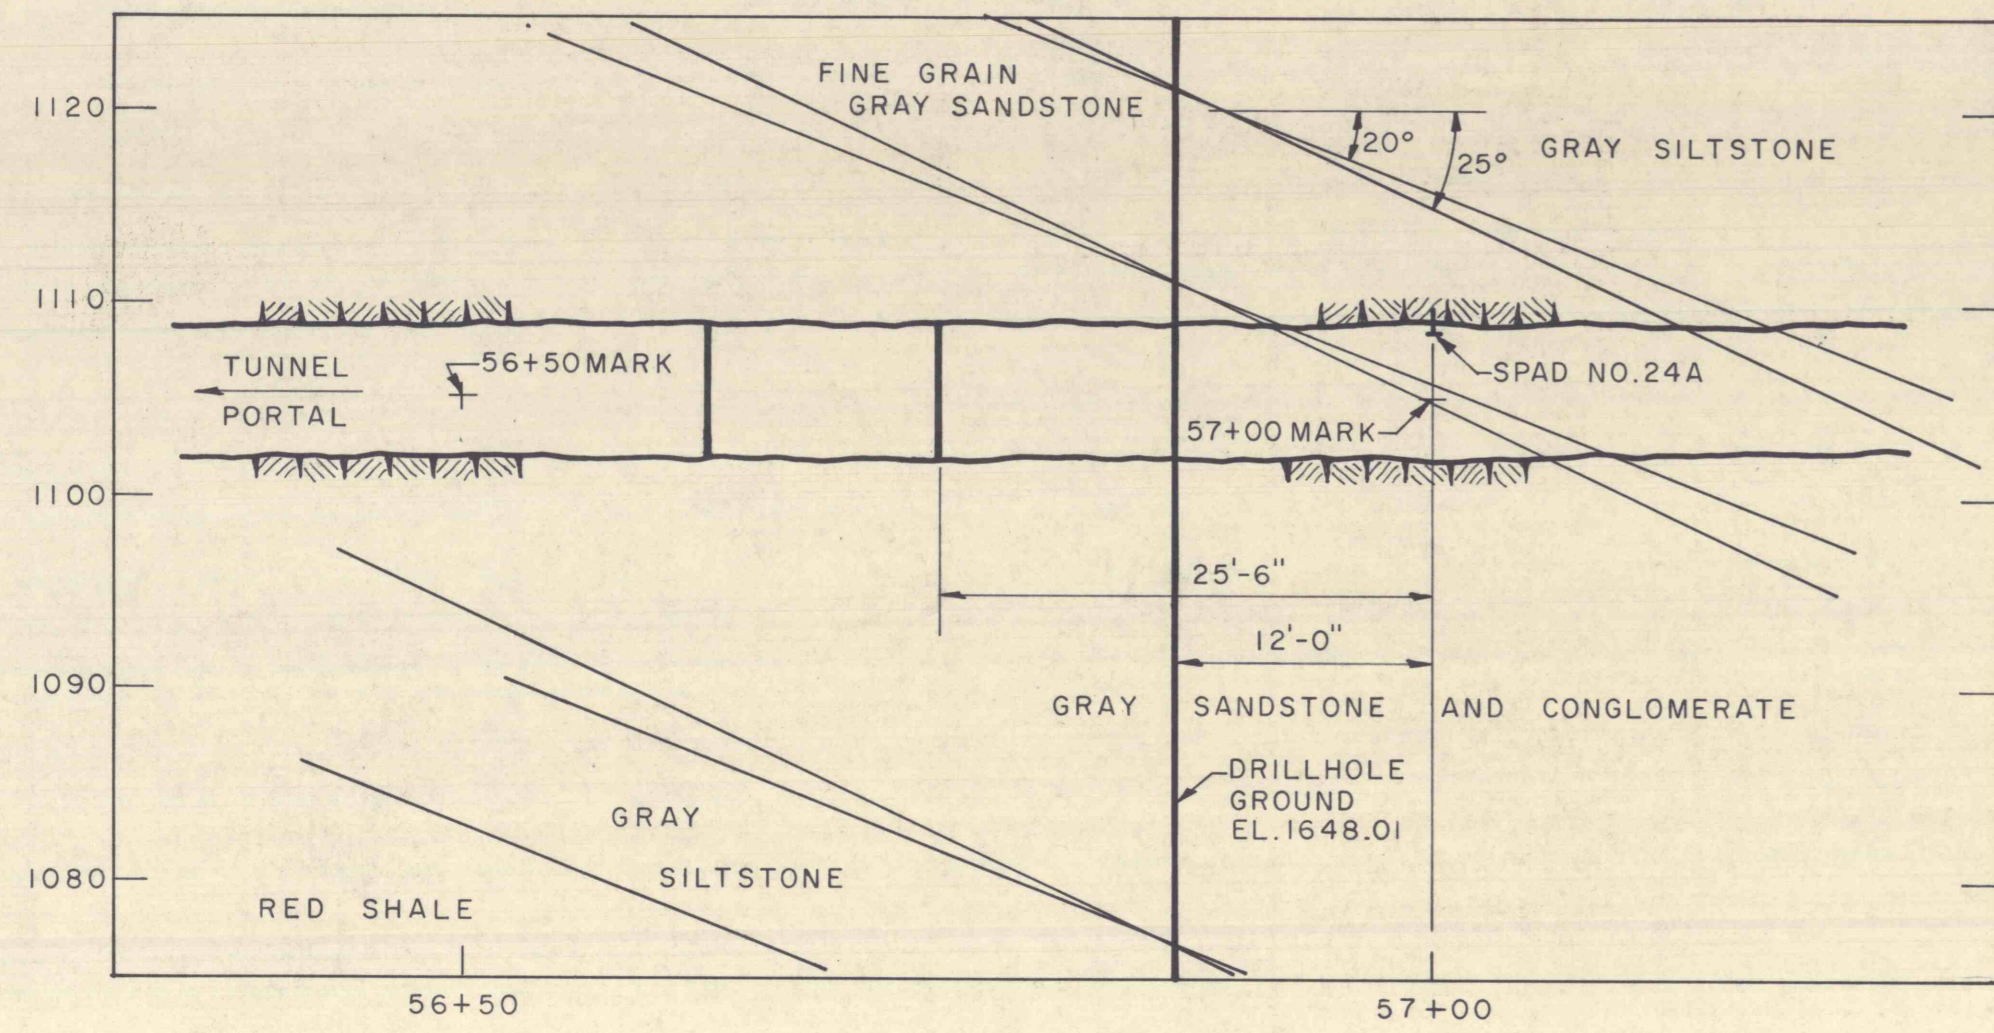 FINE GRAIN
GRAY SANDSTONE
1120
20°
25°
GRAY SILTSTONE
1110
TUNNEL
PORTAL
56+50 MARK
SPAD NO.24A
57+00 MARK
1100
25'-6"
12'-0"
1090
GRAY SANDSTONE AND CONGLOMERATE
DRILLHOLE
GROUND
EL.1648.01
GRAY
SILTSTONE
1080
RED SHALE
56+50
57+00